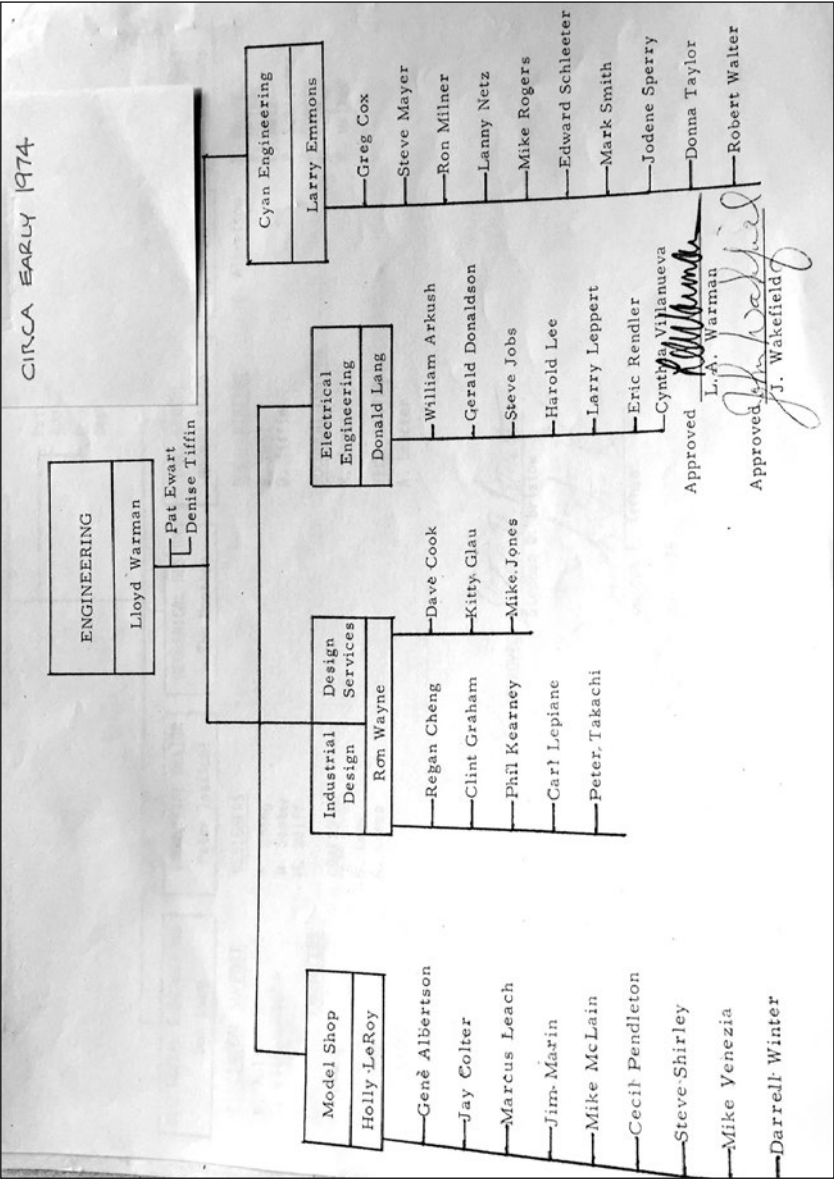 CIRCA EARLY 1974
ENGINEERING
Lloyd Warman
Pat Ewart
Denise Tiffin
Model Shop
Holly LeRoy
Gene Albertson
Jay Colter
Marcus Leach
Jim Marin
Mike McLain
Cecil Pendleton
Steve Shirley
Mike Venezia
Darrell Winter
Industrial
Design
Design
Services
Ron Wayne
Regan Cheng
Clint Graham
Phil Kearney
Carl Lepiane
Peter Takachi
Dave Cook
Kitty Glau
Mike Jones
Electrical
Engineering
Donald Lang
William Arkush
Gerald Donaldson
Steve Jobs
Harold Lee
Larry Leppert
Eric Rendler
Cynthia Villanueva
Cyan Engineering
Larry Emmons
Greg Cox
Steve Mayer
Ron Milner
Lanny Netz
Mike Rogers
Edward Schleeter
Mark Smith
Jodene Sperry
Donna Taylor
Robert Walter
Approved
L.A. Warman
Approved John Wakefield
J. Wakefield